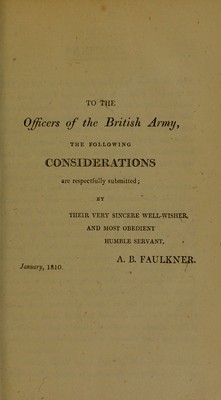 TO THE
Officers of the British Army,
THE FOLLOWING
CONSIDERATIONS
are respectfully submitted;
BY
THEIR VERY SINCERE WELL-WISHER,
AND MOST OBEDIENT
HUMBLE SERVANT,
A. B. FAULKNER.
January, 1810.